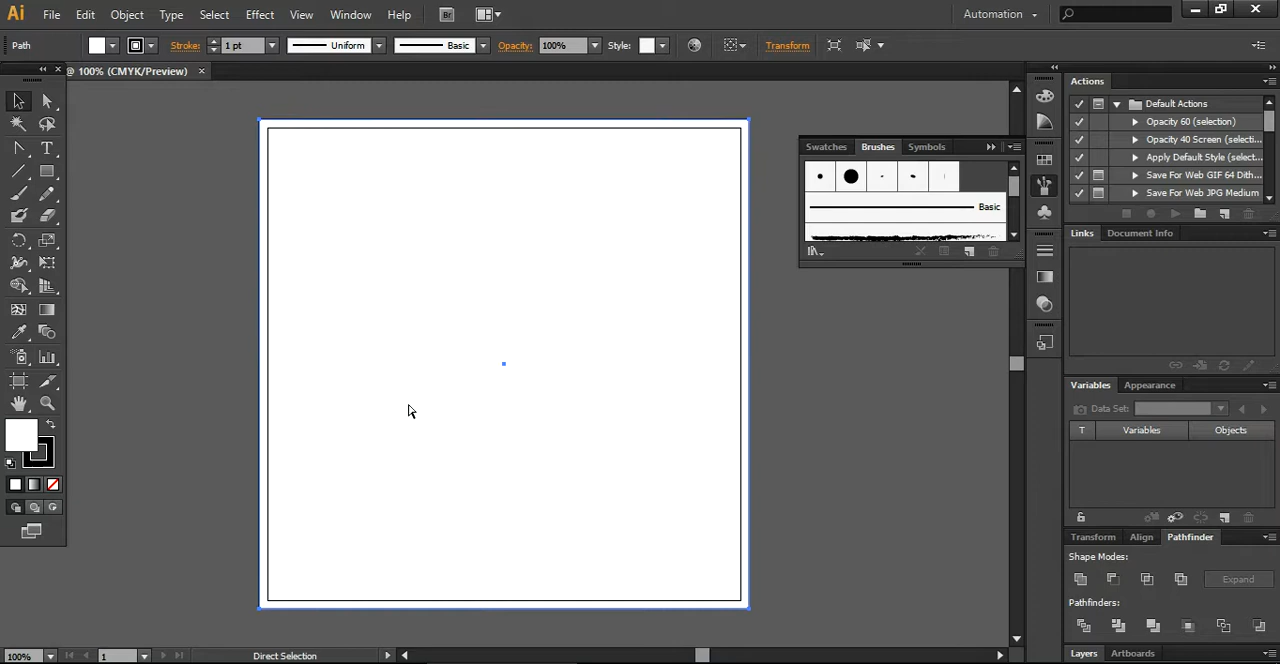 Ai File Edit Object Type Select Effect View Window Help Br Automation
Path Stroke: 1 pt Uniform Basic Opacity: 100% Style: Transform
@ 100% (CMYK/Preview)
Actions
Default Actions
Opacity 60 (selection)
Opacity 40 Screen (selecti...
Apply Default Style (select...
Save For Web GIF 64 Dith...
Save For Web JPG Medium
Swatches Brushes Symbols
Basic
Links Document Info
Variables Appearance
Data Set:
T Variables Objects
Transform Align Pathfinder
Shape Modes:
Expand
Pathfinders:
Layers Artboards
100% 1 Direct Selection